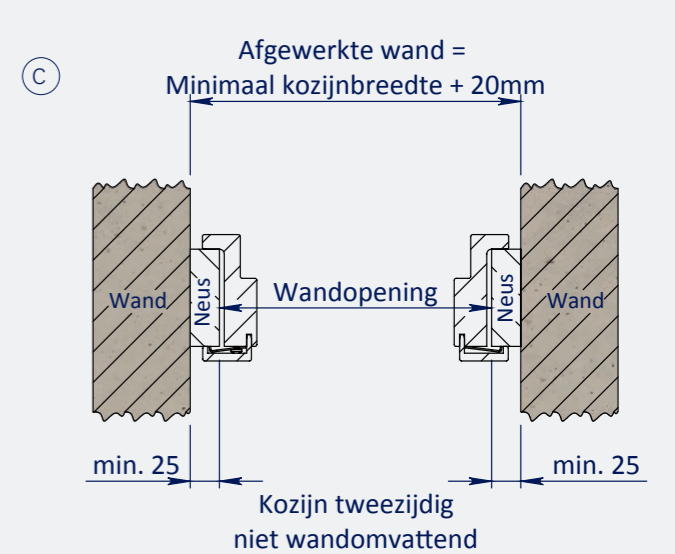 C
Afgewerkte wand =
Minimaal kozijnbreedte + 20mm
Wand
Neus
Wandopening
Neus
Wand
min. 25
min. 25
Kozijn tweezijdig
niet wandomvattend